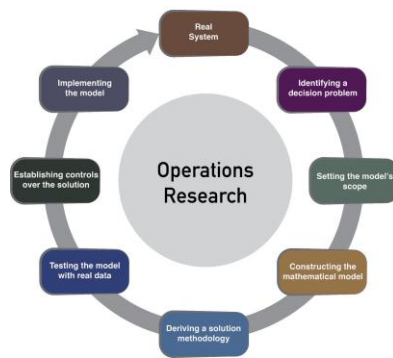 Real
System
Identifying a
decision problem
Setting the model's
scope
Constructing the
mathematical model
Deriving a solution
methodology
Testing the model
with real data
Establishing controls
over the solution
Implementing
the model
Operations
Research